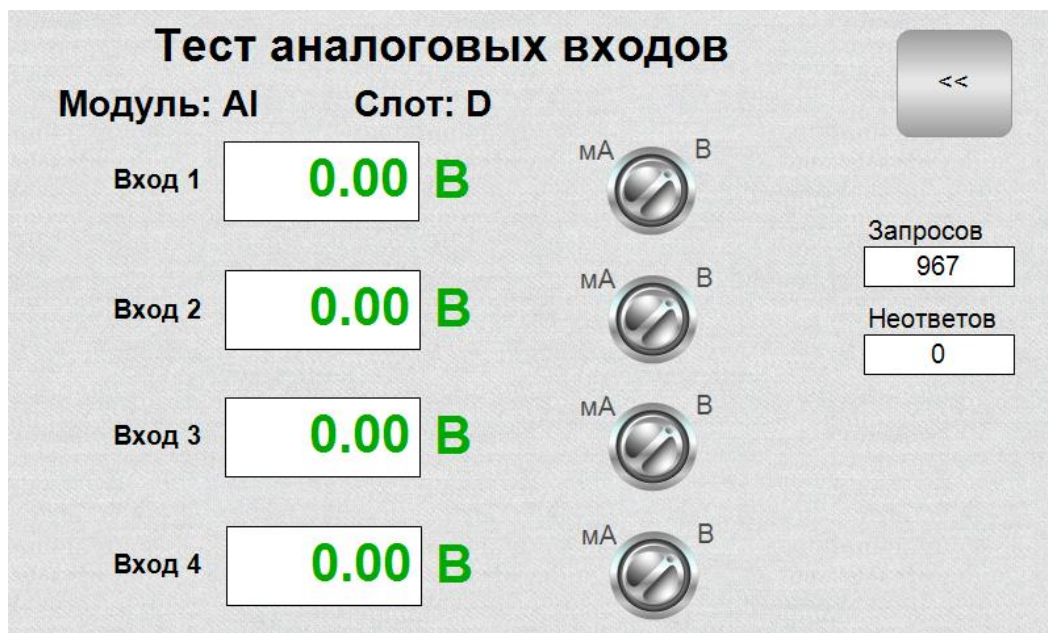 Тест аналоговых входов
<<
Модуль: AI Слот: D
Вход 1 0.00 В мА В
Запросов
967
Вход 2 0.00 В мА В
Неответов
0
Вход 3 0.00 В мА В
Вход 4 0.00 В мА В